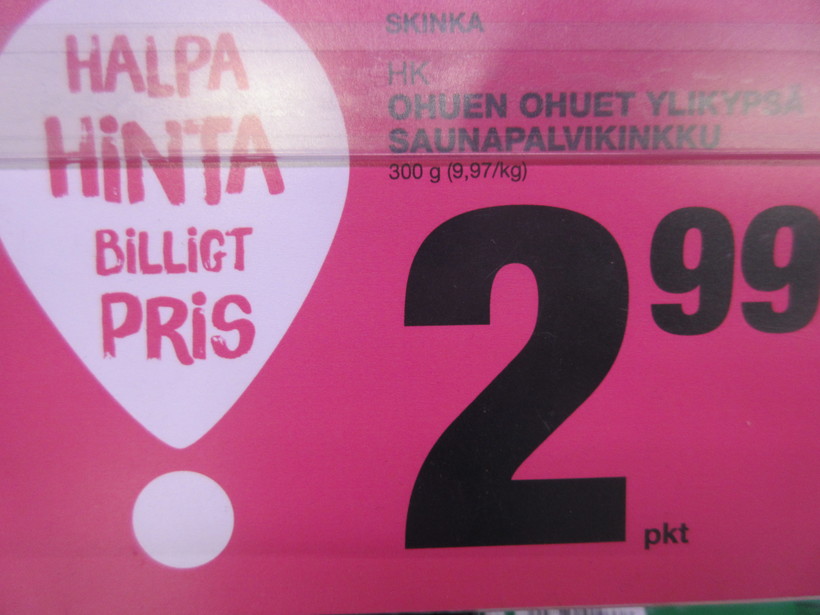 HALPA
HINTA
BILLIGT
PRIS
SKINKA
HK
OHUEN OHUET YLIKYPSÄ
SAUNAPALVIKINKKU
300 g (9,97/kg)
2 99
pkt